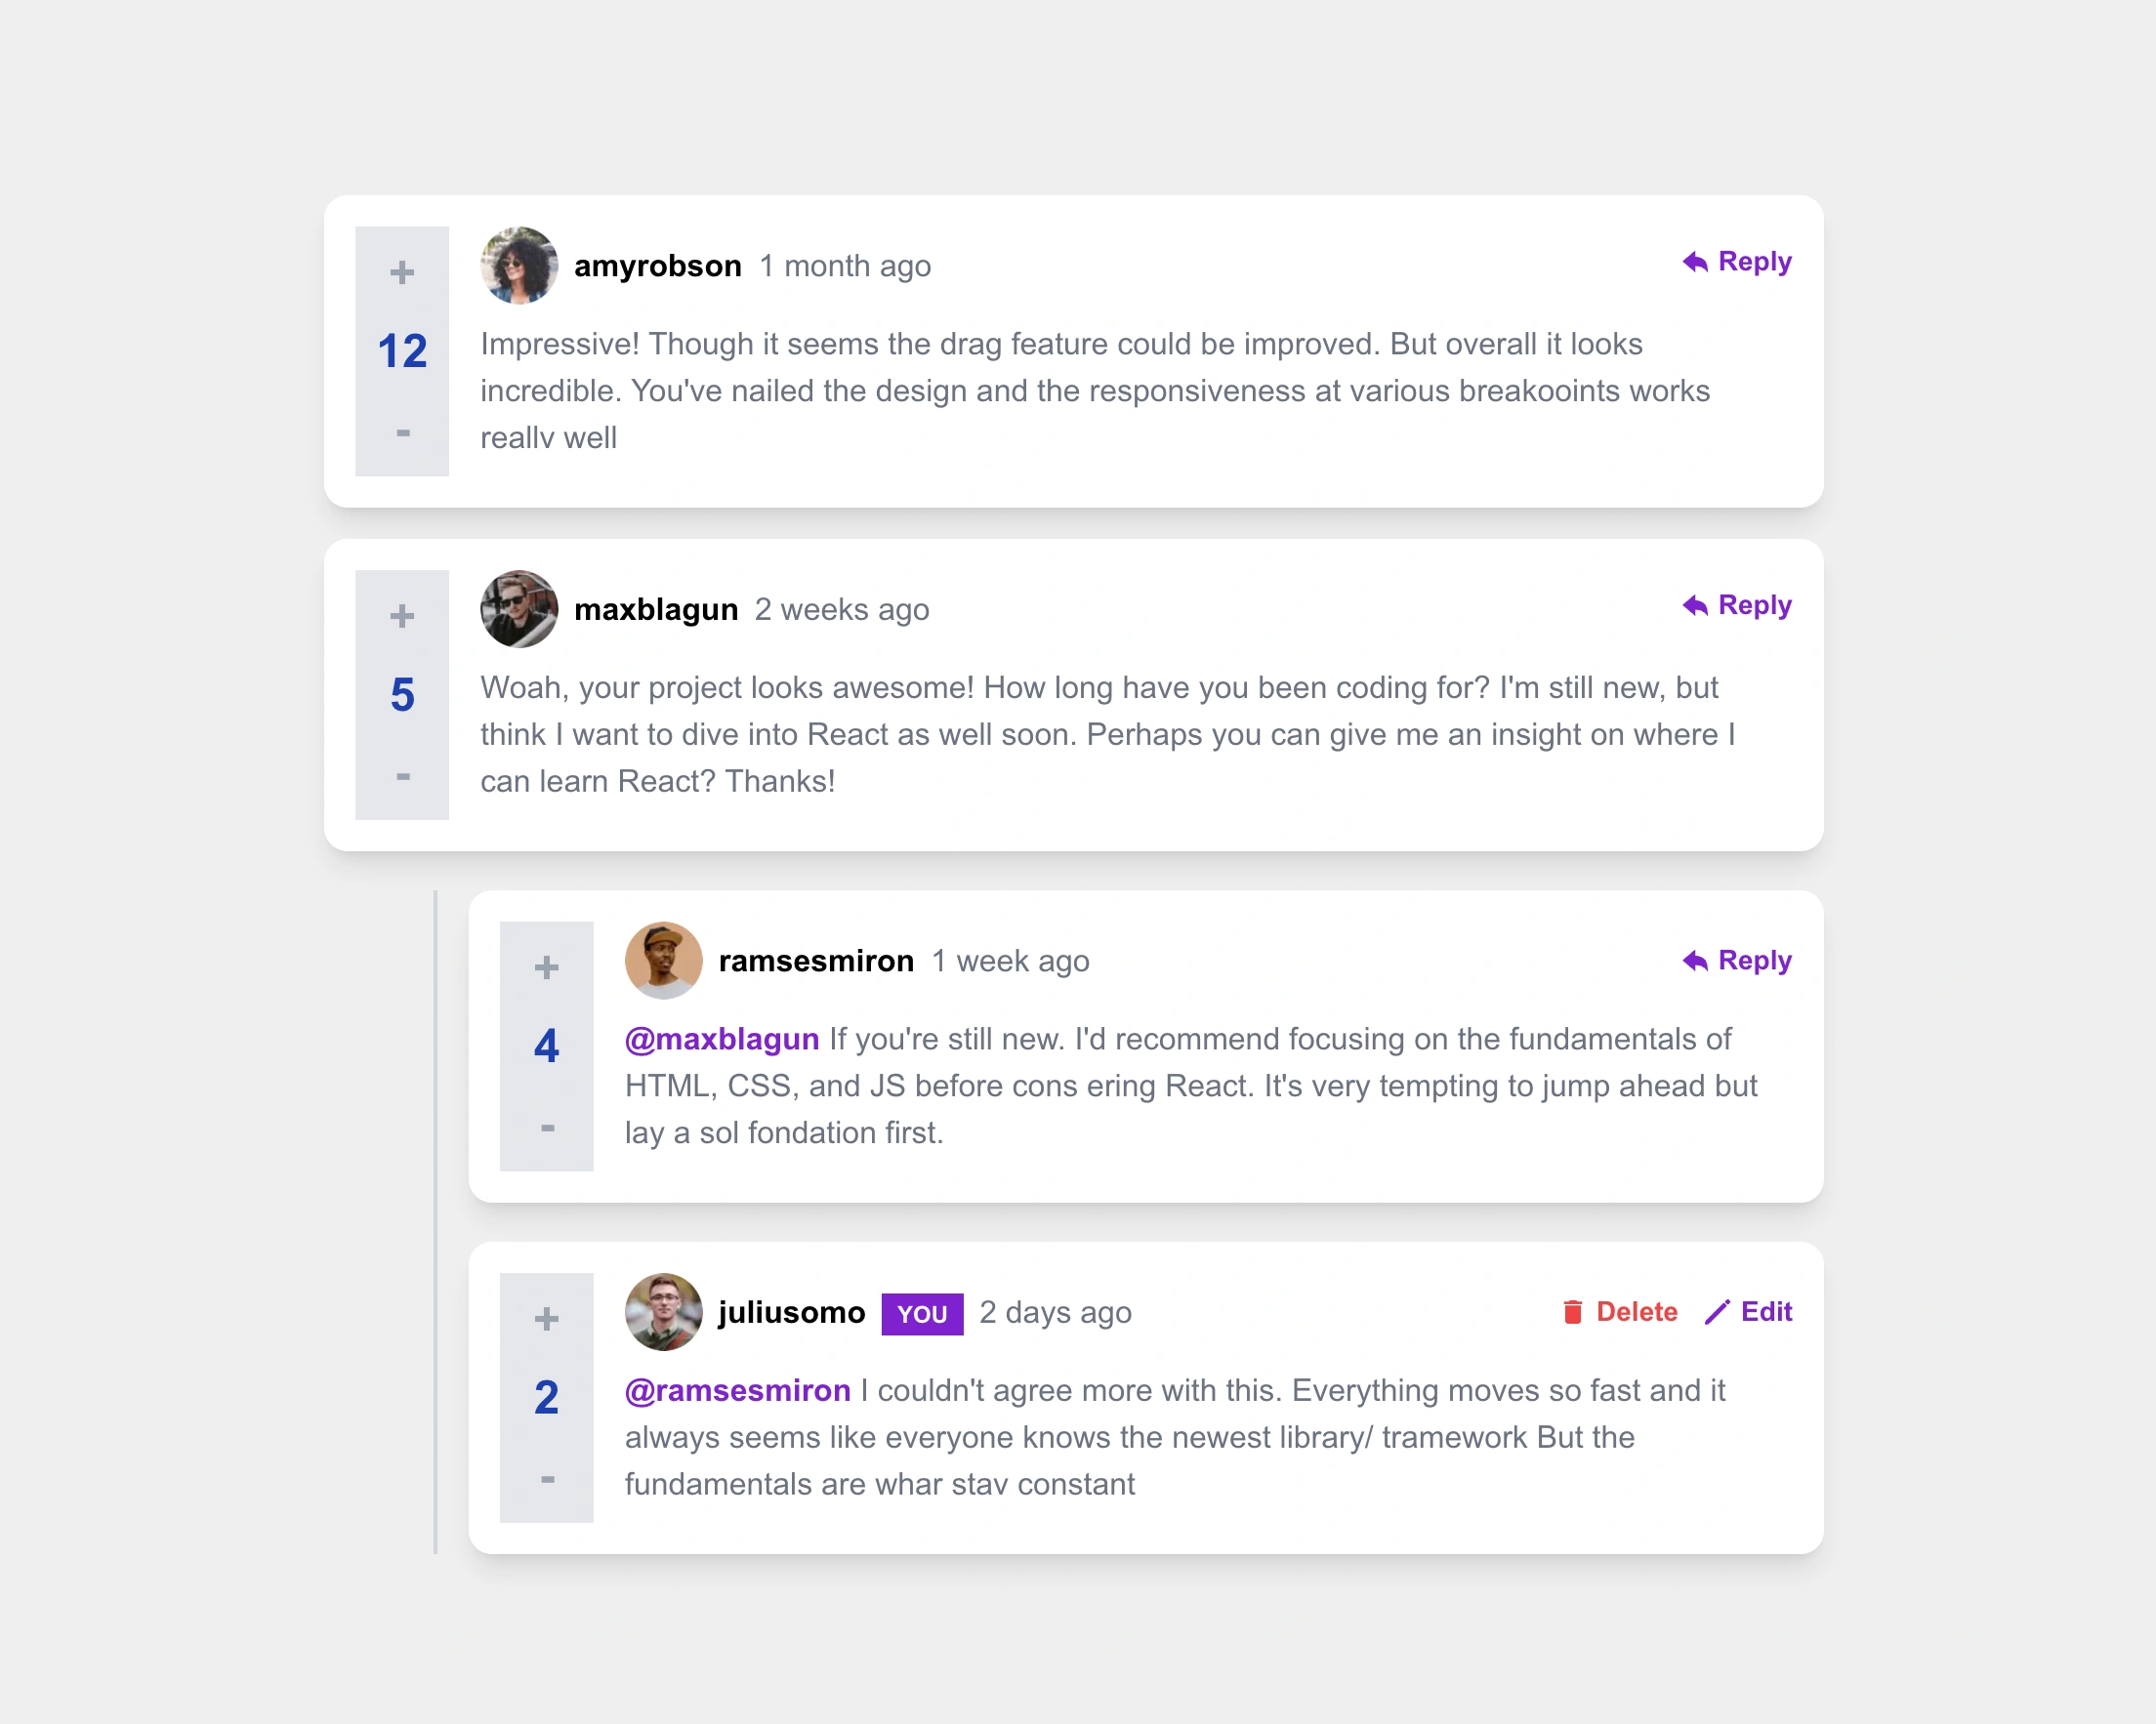 +
12
-
amyrobson 1 month ago
Reply
Impressive! Though it seems the drag feature could be improved. But overall it looks
incredible. You've nailed the design and the responsiveness at various breakooints works
reallv well
+
5
-
maxblagun 2 weeks ago
Reply
Woah, your project looks awesome! How long have you been coding for? I'm still new, but
think I want to dive into React as well soon. Perhaps you can give me an insight on where I
can learn React? Thanks!
+
4
-
ramsesmiron 1 week ago
Reply
@maxblagun If you're still new. I'd recommend focusing on the fundamentals of
HTML, CSS, and JS before cons ering React. It's very tempting to jump ahead but
lay a sol fondation first.
+
2
-
juliusomo YOU 2 days ago
Delete Edit
@ramsesmiron I couldn't agree more with this. Everything moves so fast and it
always seems like everyone knows the newest library/ tramework But the
fundamentals are whar stav constant